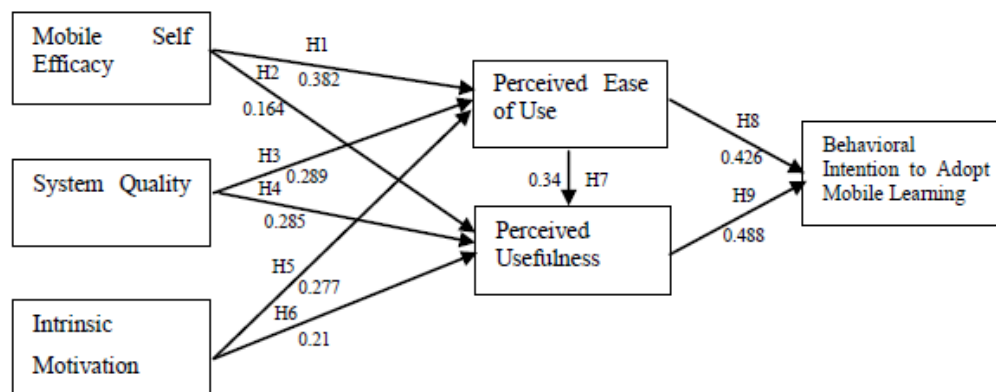 Mobile Self
Efficacy
H1
0.382
H2
0.164
Perceived Ease
of Use
H8
0.426
Behavioral
Intention to Adopt
Mobile Learning
System Quality
H3
0.289
H4
0.285
0.34 H7
H9
0.488
Perceived
Usefulness
H5
0.277
H6
0.21
Intrinsic
Motivation